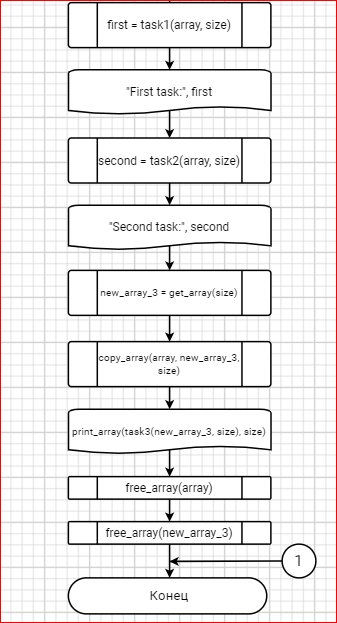 first = task1(array, size)
"First task:", first
second = task2(array, size)
"Second task:", second
new_array_3 = get_array(size)
copy_array(array, new_array_3,
size)
print_array(task3(new_array_3, size), size)
free_array(array)
free_array(new_array_3)
1
Конец